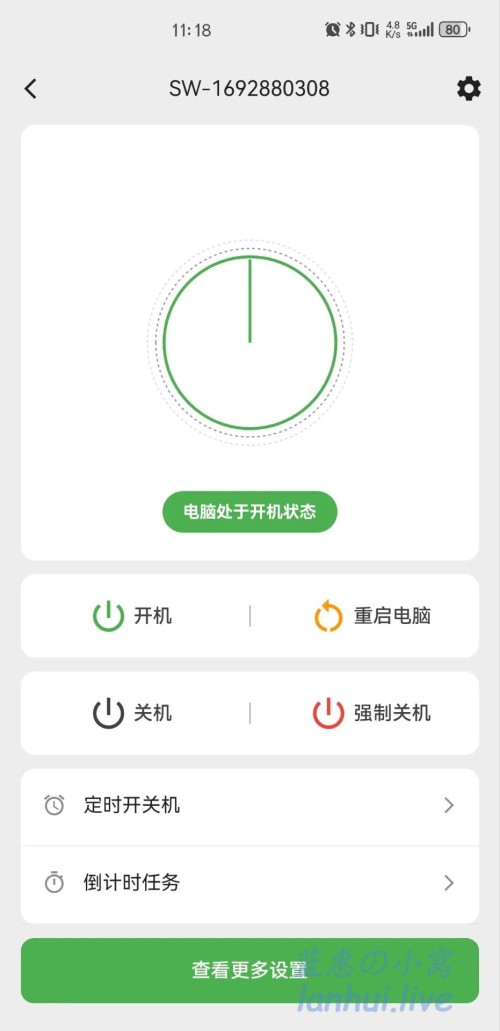 11:18
4.8 K/s 5G 80
SW-1692880308
电脑处于开机状态
开机
重启电脑
关机
强制关机
定时开关机
倒计时任务
查看更多设置
蓝惠の小窝
lanhui.live